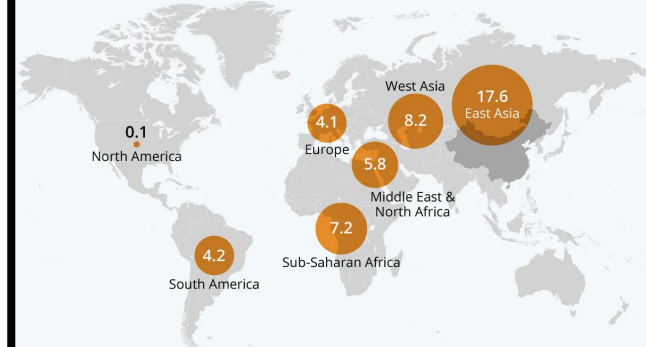 West Asia
17.6
East Asia
8.2
4.1
Europe
0.1
North America
5.8
Middle East &
North Africa
7.2
Sub-Saharan Africa
4.2
South America